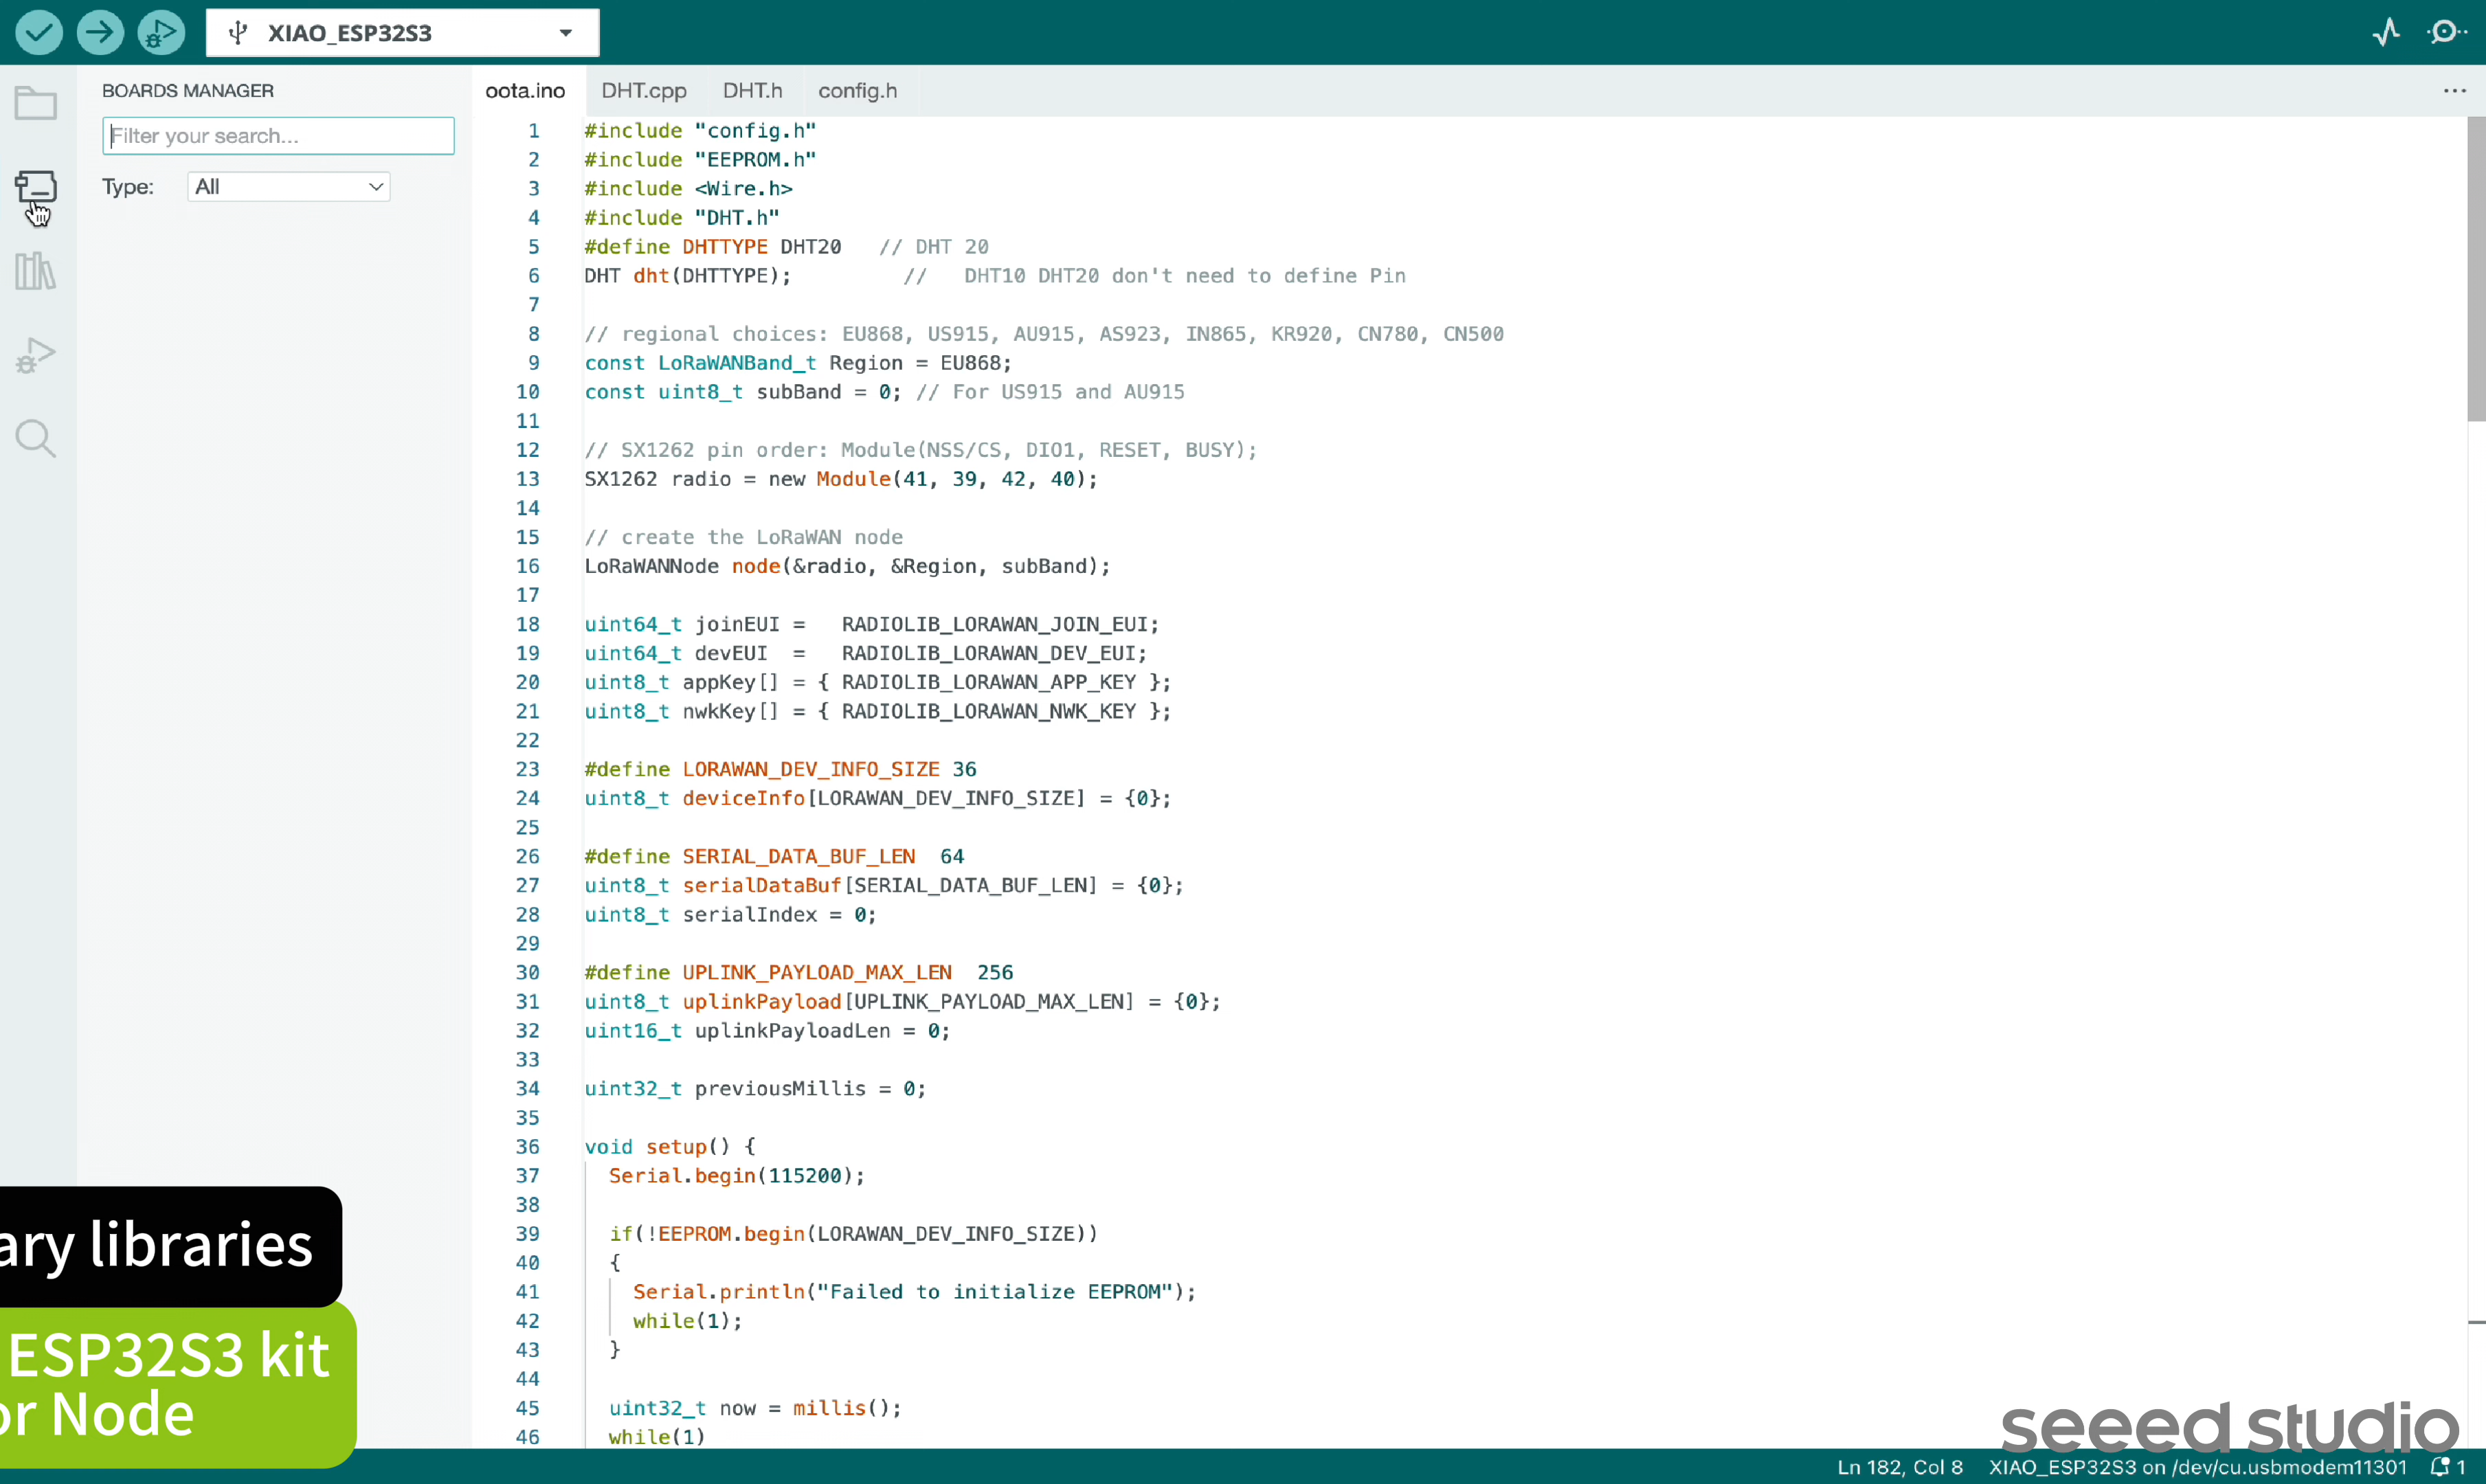 XIAO_ESP32S3
BOARDS MANAGER
Filter your search...
Type: All
oota.ino DHT.cpp DHT.h config.h
1 #include "config.h"
2 #include "EEPROM.h"
3 #include <Wire.h>
4 #include "DHT.h"
5 #define DHTTYPE DHT20 // DHT 20
6 DHT dht(DHTTYPE); // DHT10 DHT20 don't need to define Pin
7
8 // regional choices: EU868, US915, AU915, AS923, IN865, KR920, CN780, CN500
9 const LoRaWANBand_t Region = EU868;
10 const uint8_t subBand = 0; // For US915 and AU915
11
12 // SX1262 pin order: Module(NSS/CS, DIO1, RESET, BUSY);
13 SX1262 radio = new Module(41, 39, 42, 40);
14
15 // create the LoRaWAN node
16 LoRaWANNode node(&radio, &Region, subBand);
17
18 uint64_t joinEUI = RADIOLIB_LORAWAN_JOIN_EUI;
19 uint64_t devEUI = RADIOLIB_LORAWAN_DEV_EUI;
20 uint8_t appKey[] = { RADIOLIB_LORAWAN_APP_KEY };
21 uint8_t nwkKey[] = { RADIOLIB_LORAWAN_NWK_KEY };
22
23 #define LORAWAN_DEV_INFO_SIZE 36
24 uint8_t deviceInfo[LORAWAN_DEV_INFO_SIZE] = {0};
25
26 #define SERIAL_DATA_BUF_LEN 64
27 uint8_t serialDataBuf[SERIAL_DATA_BUF_LEN] = {0};
28 uint8_t serialIndex = 0;
29
30 #define UPLINK_PAYLOAD_MAX_LEN 256
31 uint8_t uplinkPayload[UPLINK_PAYLOAD_MAX_LEN] = {0};
32 uint16_t uplinkPayloadLen = 0;
33
34 uint32_t previousMillis = 0;
35
36 void setup() {
37 Serial.begin(115200);
38
39 if(!EEPROM.begin(LORAWAN_DEV_INFO_SIZE))
40 {
41 Serial.println("Failed to initialize EEPROM");
42 while(1);
43 }
44
45 uint32_t now = millis();
46 while(1)
ary libraries
ESP32S3 kit
or Node
seeed studio
Ln 182, Col 8 XIAO_ESP32S3 on /dev/cu.usbmodem11301 1